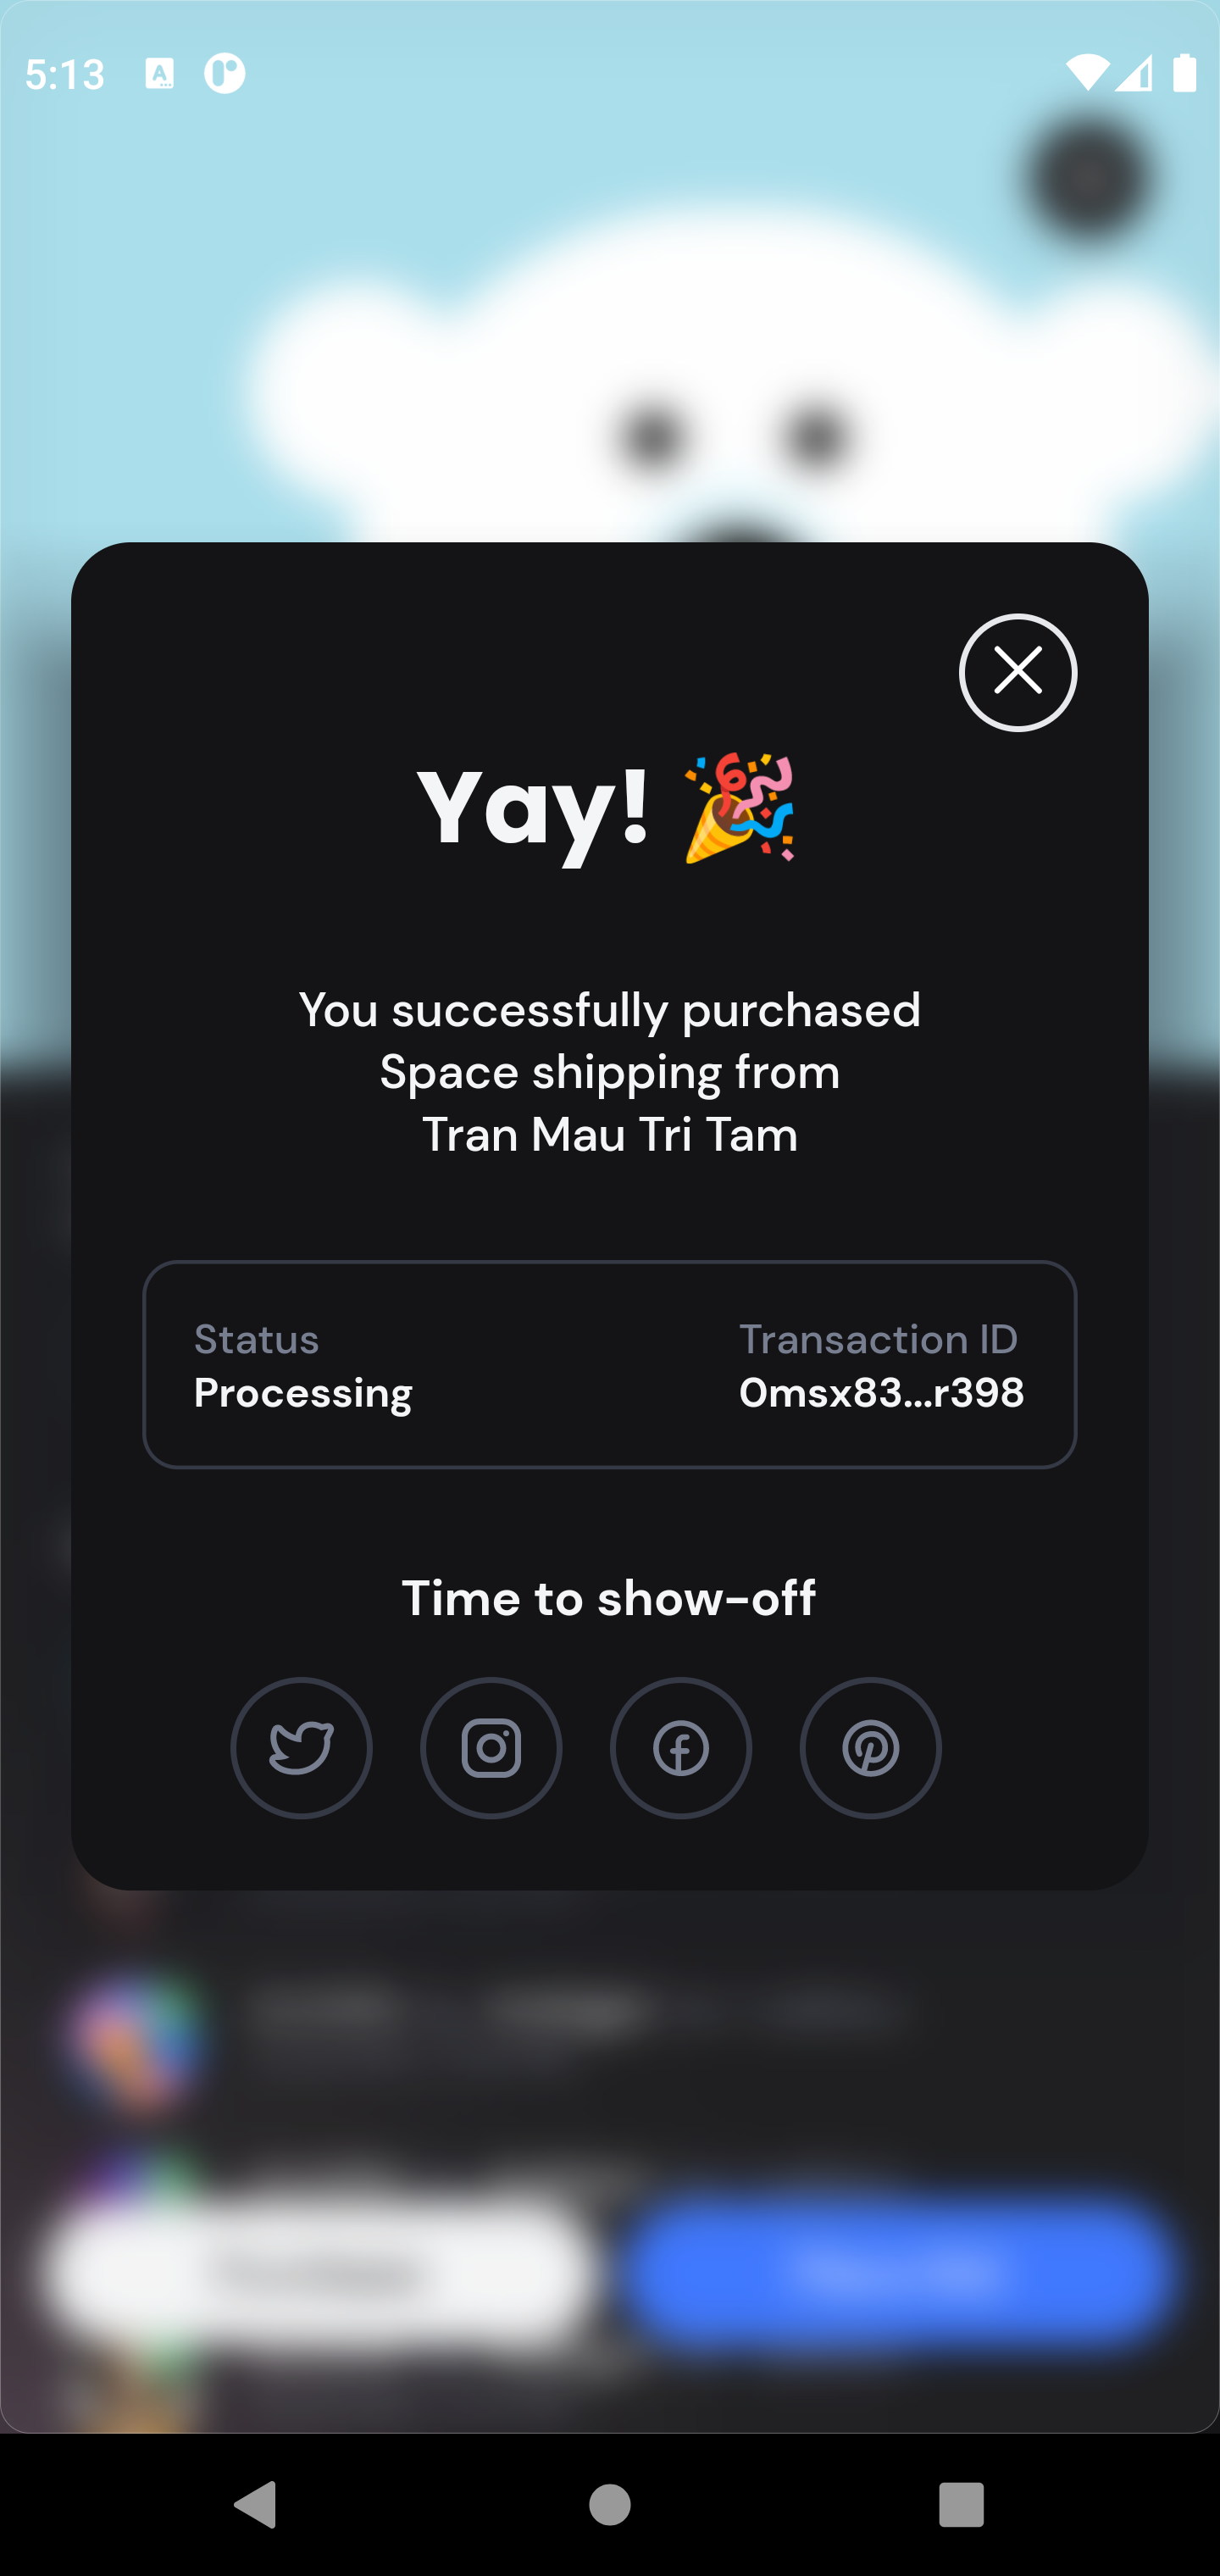 5:13
Yay! 🎉
You successfully purchased
Space shipping from
Tran Mau Tri Tam
Status
Transaction ID
Processing
0msx83...r398
Time to show-off